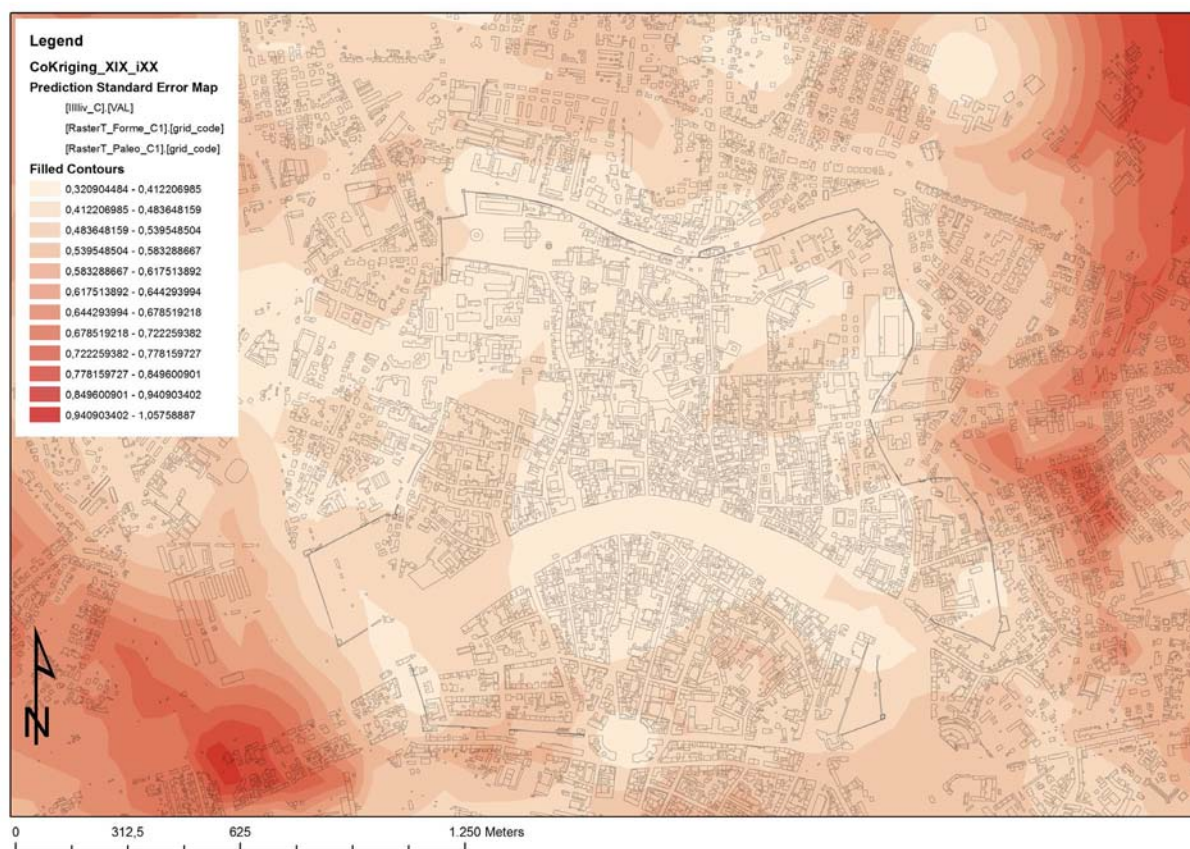 Legend
CoKriging_XIX_iXX
Prediction Standard Error Map
[IIIliv_C].[VAL]
[RasterT_Forme_C1].[grid_code]
[RasterT_Paleo_C1].[grid_code]
Filled Contours
0,320904484 - 0,412206985
0,412206985 - 0,483648159
0,483648159 - 0,539548504
0,539548504 - 0,583288667
0,583288667 - 0,617513892
0,617513892 - 0,644293994
0,644293994 - 0,678519218
0,678519218 - 0,722259382
0,722259382 - 0,778159727
0,778159727 - 0,849600901
0,849600901 - 0,940903402
0,940903402 - 1,05758887
N
0 312,5 625 1.250 Meters